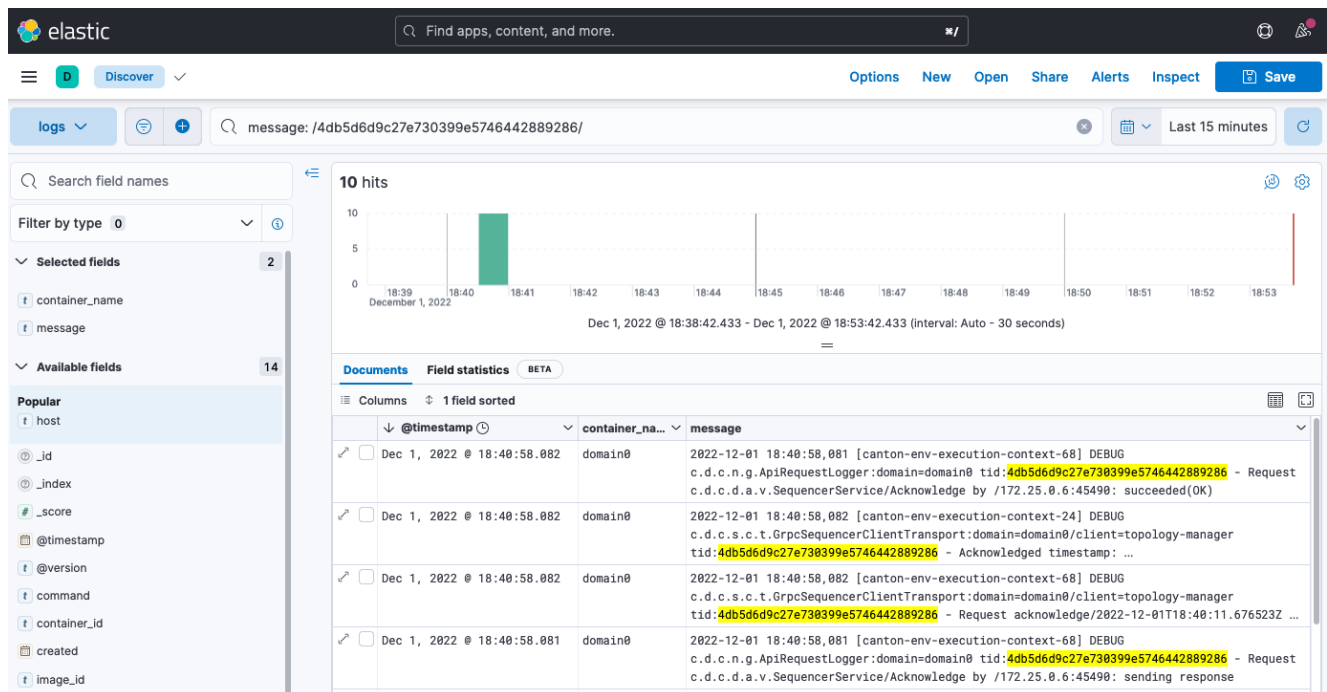 elastic
Find apps, content, and more.
⌘/
D
Discover
Options New Open Share Alerts Inspect Save
logs
message: /4db5d6d9c27e730399e5746442889286/
Last 15 minutes
Search field names
Filter by type 0
Selected fields 2
t container_name
t message
Available fields 14
Popular
t host
_id
_index
# _score
@timestamp
t @version
t command
t container_id
created
t image_id
10 hits
10
5
0
18:39 18:40 18:41 18:42 18:43 18:44 18:45 18:46 18:47 18:48 18:49 18:50 18:51 18:52 18:53
December 1, 2022
Dec 1, 2022 @ 18:38:42.433 - Dec 1, 2022 @ 18:53:42.433 (interval: Auto - 30 seconds)
Documents Field statistics BETA
Columns 1 field sorted
@timestamp container_na... message
Dec 1, 2022 @ 18:40:58.082 domain0 2022-12-01 18:40:58,081 [canton-env-execution-context-68] DEBUG
c.d.c.n.g.ApiRequestLogger:domain=domain0 tid:4db5d6d9c27e730399e5746442889286 - Request
c.d.c.d.a.v.SequencerService/Acknowledge by /172.25.0.6:45490: succeeded(OK)
Dec 1, 2022 @ 18:40:58.082 domain0 2022-12-01 18:40:58,082 [canton-env-execution-context-24] DEBUG
c.d.c.s.c.t.GrpcSequencerClientTransport:domain=domain0/client=topology-manager
tid:4db5d6d9c27e730399e5746442889286 - Acknowledged timestamp: …
Dec 1, 2022 @ 18:40:58.082 domain0 2022-12-01 18:40:58,082 [canton-env-execution-context-68] DEBUG
c.d.c.s.c.t.GrpcSequencerClientTransport:domain=domain0/client=topology-manager
tid:4db5d6d9c27e730399e5746442889286 - Request acknowledge/2022-12-01T18:40:11.676523Z …
Dec 1, 2022 @ 18:40:58.081 domain0 2022-12-01 18:40:58,081 [canton-env-execution-context-68] DEBUG
c.d.c.n.g.ApiRequestLogger:domain=domain0 tid:4db5d6d9c27e730399e5746442889286 - Request
c.d.c.d.a.v.SequencerService/Acknowledge by /172.25.0.6:45490: sending response